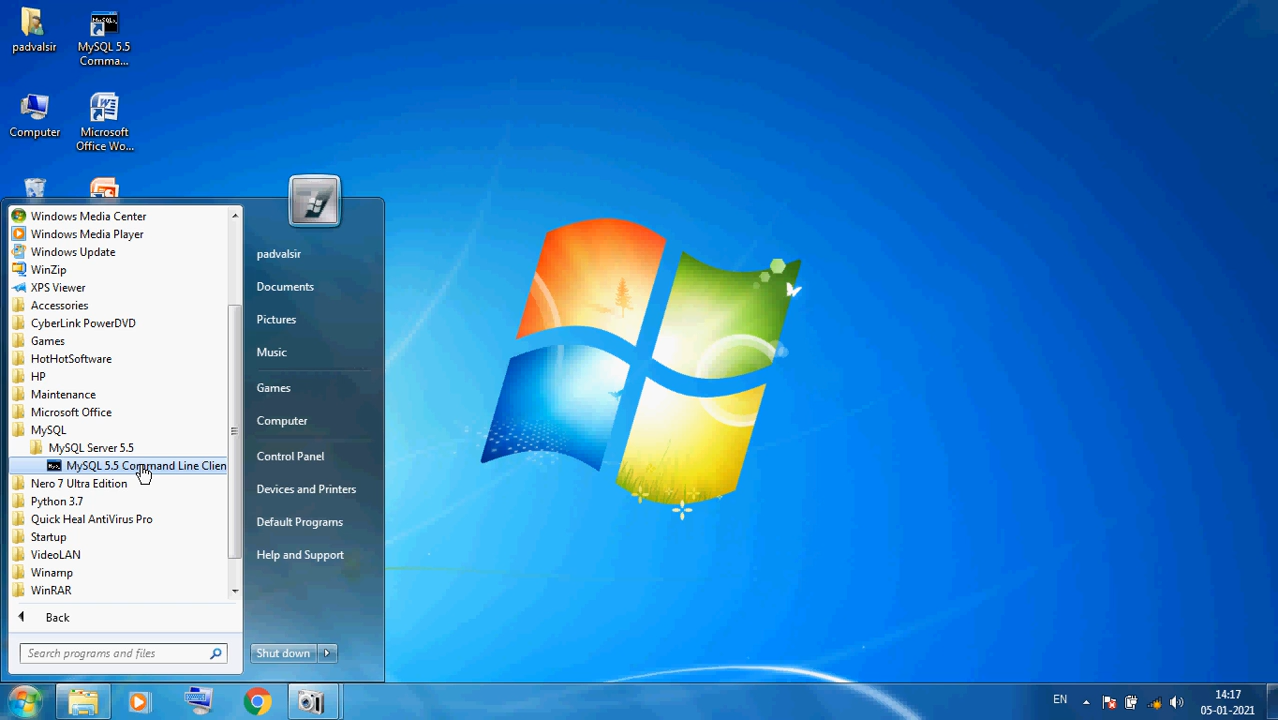 padvalsir
MySQL 5.5
Comma...
Computer
Microsoft
Office Wo...
Windows Media Center
Windows Media Player
Windows Update
WinZip
XPS Viewer
Accessories
CyberLink PowerDVD
Games
HotHotSoftware
HP
Maintenance
Microsoft Office
MySQL
MySQL Server 5.5
MySQL 5.5 Command Line Clien
Nero 7 Ultra Edition
Python 3.7
Quick Heal AntiVirus Pro
Startup
VideoLAN
Winamp
WinRAR
Back
Search programs and files
padvalsir
Documents
Pictures
Music
Games
Computer
Control Panel
Devices and Printers
Default Programs
Help and Support
Shut down
EN
14:17
05-01-2021